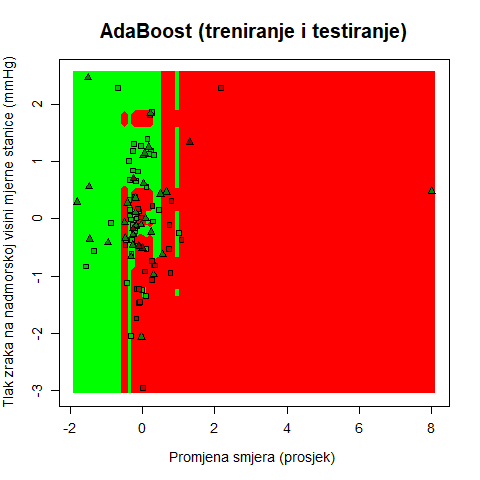 AdaBoost (treniranje i testiranje)
Tlak zraka na nadmorskoj visini mjerne stanice (mmHg)
2
1
0
-1
-2
-3
-2 0 2 4 6 8
Promjena smjera (prosjek)